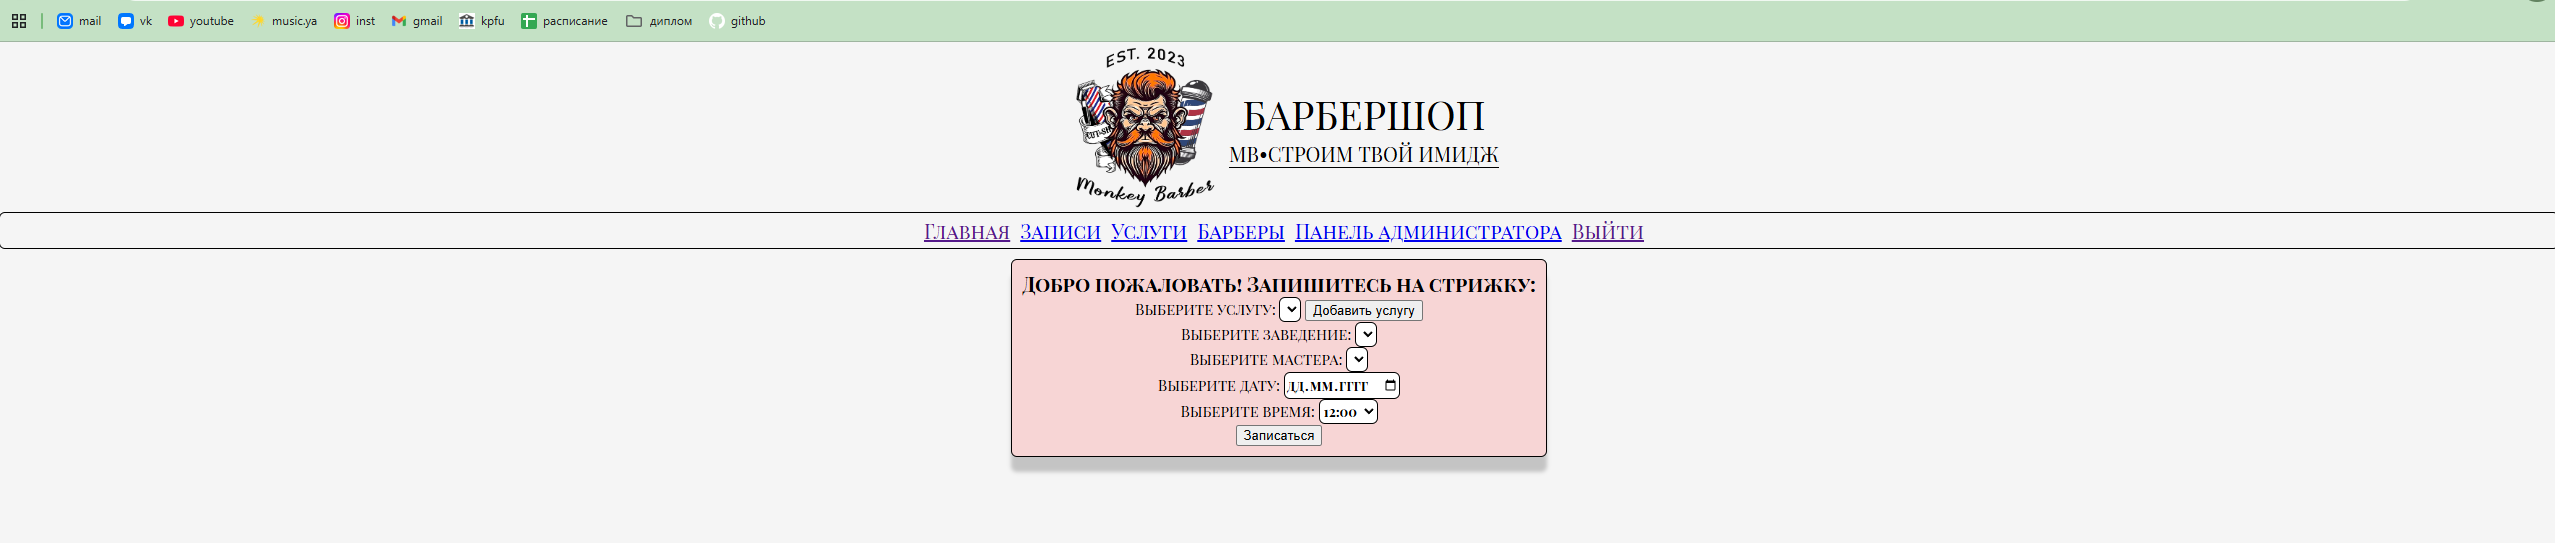 mail vk youtube music.ya inst gmail kpfu расписание диплом github
EST. 2023
CUT-SH
Monkey Barber
БАРБЕРШОП
МВ•СТРОИМ ТВОЙ ИМИДЖ
Главная Записи Услуги Барберы Панель администратора Выйти
Добро пожаловать! Запишитесь на стрижку:
Выберите услугу: Добавить услугу
Выберите заведение:
Выберите мастера:
Выберите дату: дд.мм.гггг
Выберите время: 12:00
Записаться